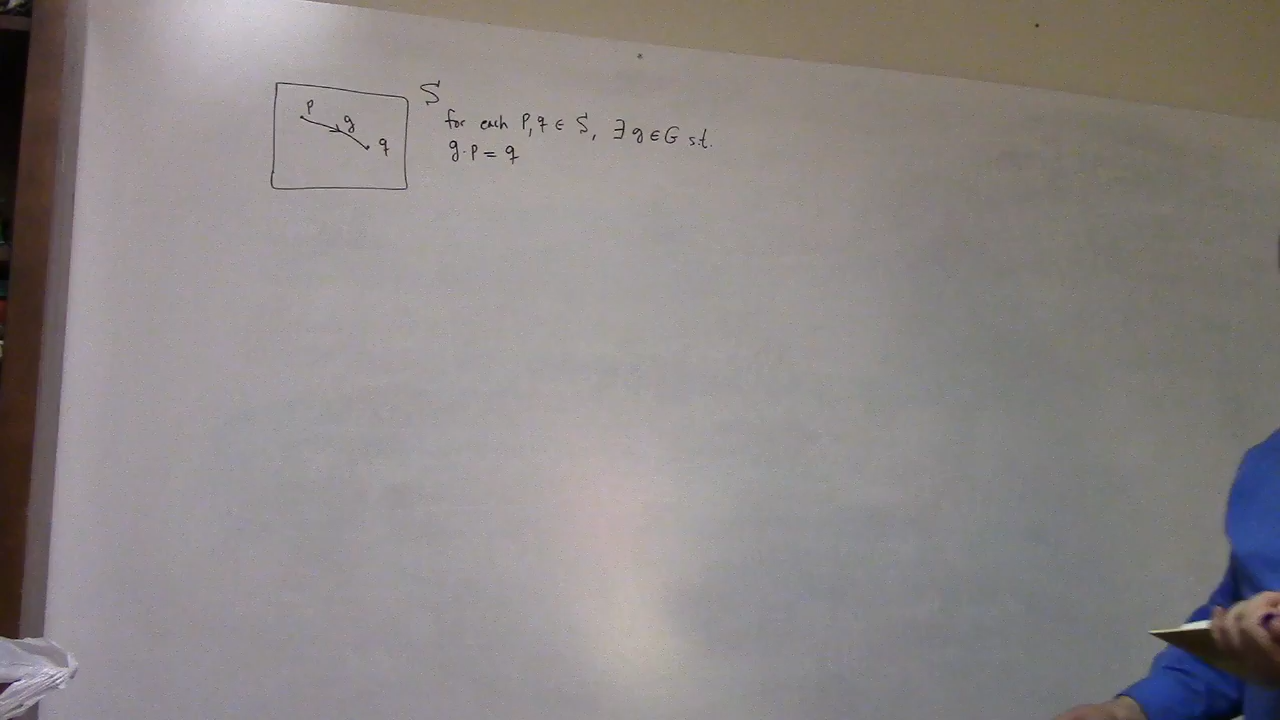 S
for each P, q ∈ S, ∃ g ∈ G s.t.
g·p = q
p
g
q